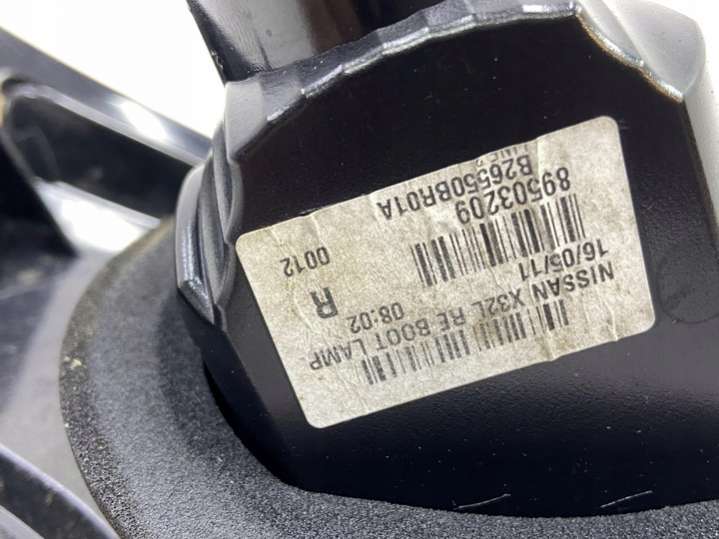 NISSAN X32L RE BOOT LAMP
16/05/11 08:02
R
0012
89503209
B26550BR01A